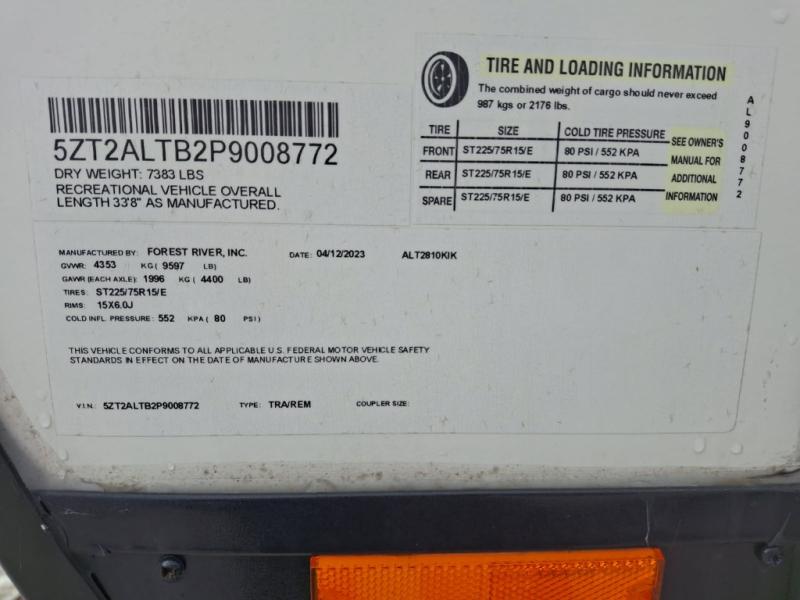 5ZT2ALTB2P9008772
DRY WEIGHT: 7383 LBS
RECREATIONAL VEHICLE OVERALL
LENGTH 33'8" AS MANUFACTURED.
TIRE AND LOADING INFORMATION
The combined weight of cargo should never exceed
987 kgs or 2176 lbs.
TIRE SIZE COLD TIRE PRESSURE SEE OWNER'S
FRONT ST225/75R15/E 80 PSI / 552 KPA MANUAL FOR
REAR ST225/75R15/E 80 PSI / 552 KPA ADDITIONAL
SPARE ST225/75R15/E 80 PSI / 552 KPA INFORMATION
AL9008772
MANUFACTURED BY: FOREST RIVER, INC. DATE: 04/12/2023 ALT2810KIK
GVWR: 4353 KG ( 9597 LB)
GAWR (EACH AXLE): 1996 KG ( 4400 LB)
TIRES: ST225/75R15/E
RIMS: 15X6.0J
COLD INFL. PRESSURE: 552 KPA ( 80 PSI )
THIS VEHICLE CONFORMS TO ALL APPLICABLE U.S. FEDERAL MOTOR VEHICLE SAFETY
STANDARDS IN EFFECT ON THE DATE OF MANUFACTURE SHOWN ABOVE.
V.I.N.: 5ZT2ALTB2P9008772 TYPE: TRA/REM COUPLER SIZE: